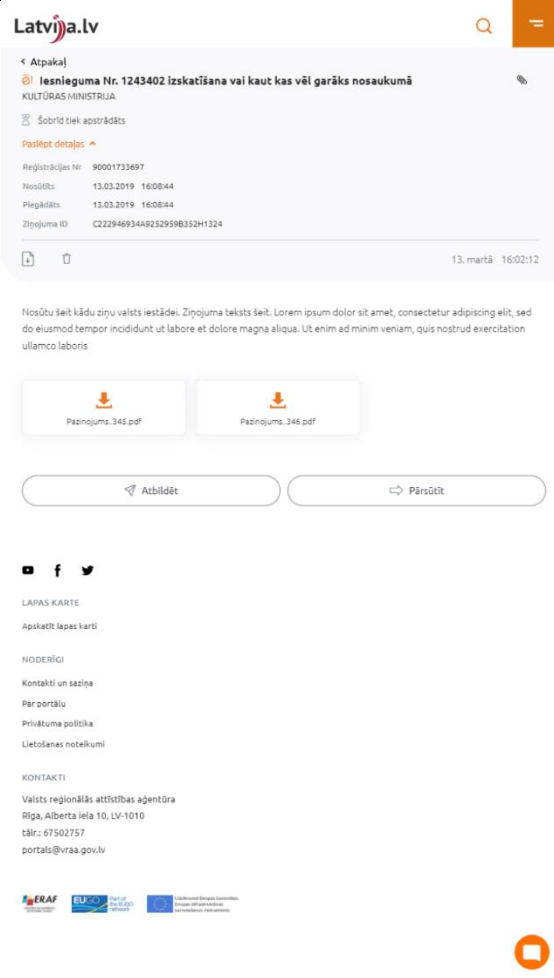 Latvija.lv
Atpakaļ
Iesnieguma Nr. 1243402 izskatīšana vai kaut kas vēl garāks nosaukumā
KULTŪRAS MINISTRIJA
Šobrīd tiek apstrādāts
Paslēpt detaļas
Reģistrācijas Nr 90001733697
Nosūtīts 13.03.2019 16:08:44
Piegādāts 13.03.2019 16:08:44
Ziņojuma ID C222946934A9252959B352H1324
13. martā 16:02:12
Nosūtu šeit kādu ziņu valsts iestādei. Ziņojuma teksts šeit. Lorem ipsum dolor sit amet, consectetur adipiscing elit, sed
do eiusmod tempor incididunt ut labore et dolore magna aliqua. Ut enim ad minim veniam, quis nostrud exercitation
ullamco laboris
Pazinojums..345.pdf Pazinojums..346.pdf
Atbildēt Pārsūtīt
LAPAS KARTE
Apskatīt lapas karti
NODERĪGI
Kontakti un saziņa
Par portālu
Privātuma politika
Lietošanas noteikumi
KONTAKTI
Valsts reģionālās attīstības aģentūra
Rīga, Alberta iela 10, LV-1010
tālr.: 67502757
portals@vraa.gov.lv
ERAF
EUGO Part of
the EUGO
network